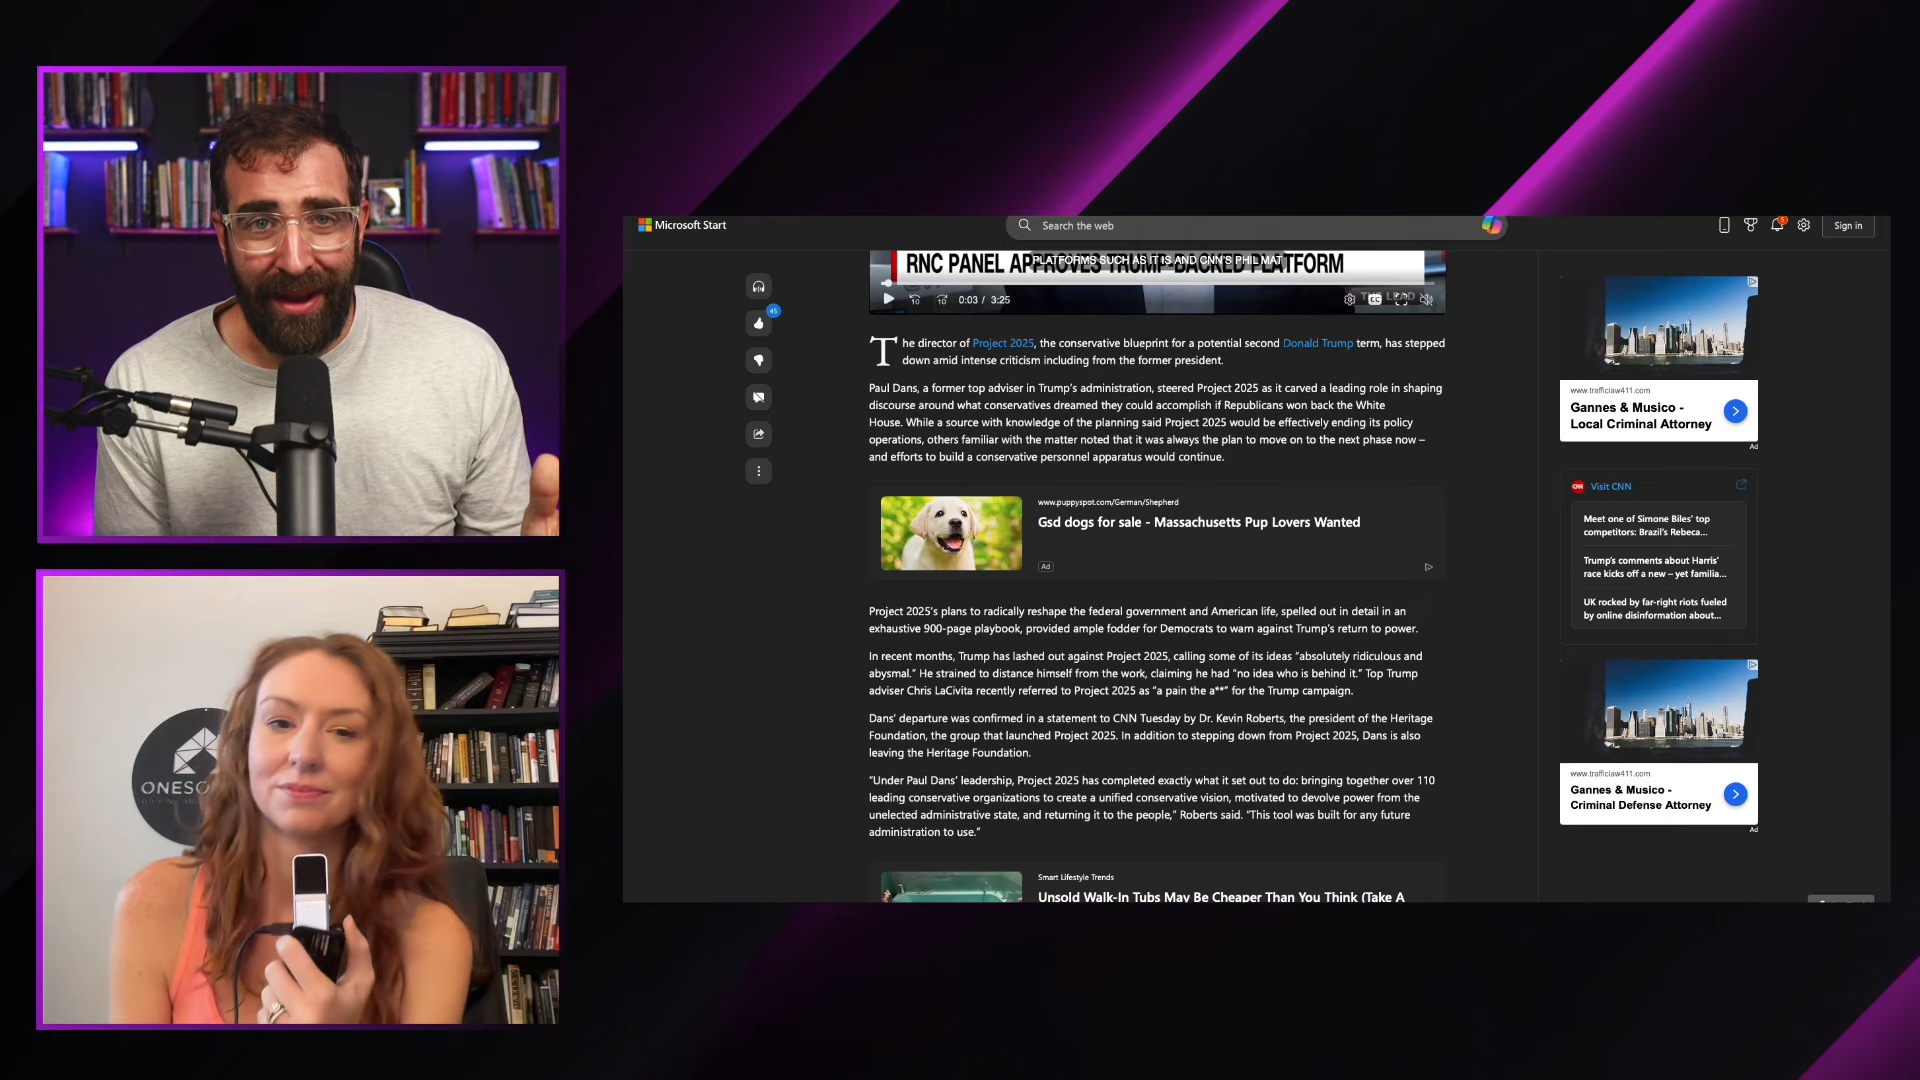 Microsoft Start
Search the web
5
Sign in
RNC PANEL APPROVES TRUMP-BACKED PLATFORM
PLATFORMS SUCH AS IT IS AND CNN'S PHIL MAT
10 10 0:03 / 3:25
CC
THE LEAD
45
The director of Project 2025, the conservative blueprint for a potential second Donald Trump term, has stepped
down amid intense criticism including from the former president.
Paul Dans, a former top adviser in Trump's administration, steered Project 2025 as it carved a leading role in shaping
discourse around what conservatives dreamed they could accomplish if Republicans won back the White
House. While a source with knowledge of the planning said Project 2025 would be effectively ending its policy
operations, others familiar with the matter noted that it was always the plan to move on to the next phase now –
and efforts to build a conservative personnel apparatus would continue.
www.puppyspot.com/German/Shepherd
Gsd dogs for sale - Massachusetts Pup Lovers Wanted
Ad
Project 2025's plans to radically reshape the federal government and American life, spelled out in detail in an
exhaustive 900-page playbook, provided ample fodder for Democrats to warn against Trump's return to power.
In recent months, Trump has lashed out against Project 2025, calling some of its ideas "absolutely ridiculous and
abysmal." He strained to distance himself from the work, claiming he had "no idea who is behind it." Top Trump
adviser Chris LaCivita recently referred to Project 2025 as "a pain the a**" for the Trump campaign.
Dans' departure was confirmed in a statement to CNN Tuesday by Dr. Kevin Roberts, the president of the Heritage
Foundation, the group that launched Project 2025. In addition to stepping down from Project 2025, Dans is also
leaving the Heritage Foundation.
"Under Paul Dans' leadership, Project 2025 has completed exactly what it set out to do: bringing together over 110
leading conservative organizations to create a unified conservative vision, motivated to devolve power from the
unelected administrative state, and returning it to the people," Roberts said. "This tool was built for any future
administration to use."
Smart Lifestyle Trends
Unsold Walk-In Tubs May Be Cheaper Than You Think (Take A
www.trafficlaw411.com
Gannes & Musico -
Local Criminal Attorney
Ad
CNN
Visit CNN
Meet one of Simone Biles' top
competitors: Brazil's Rebeca...
Trump's comments about Harris'
race kicks off a new – yet familia...
UK rocked by far-right riots fueled
by online disinformation about...
www.trafficlaw411.com
Gannes & Musico -
Criminal Defense Attorney
Ad
ONESO